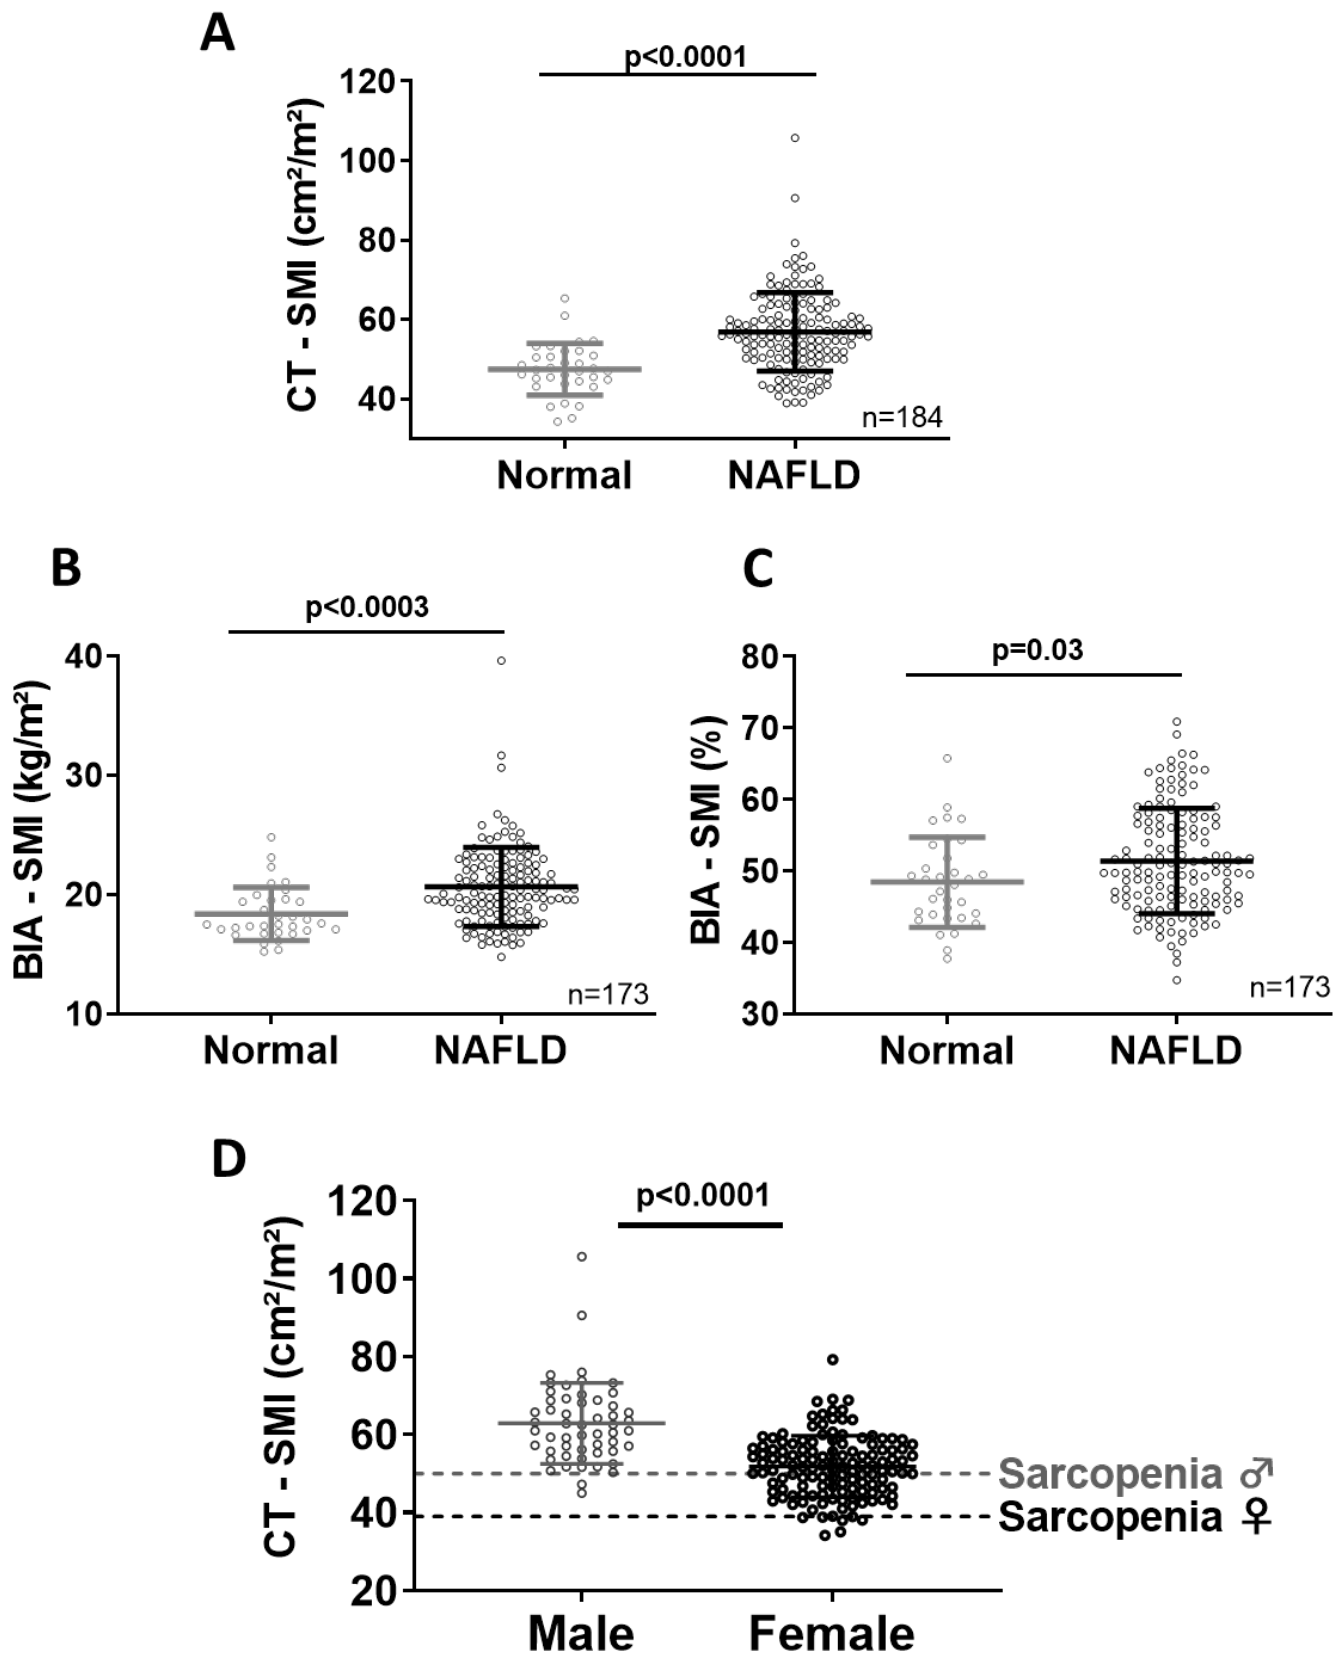 A
p<0.0001
CT - SMI (cm²/m²)
120
100
80
60
40
n=184
Normal NAFLD
B
p<0.0003
BIA - SMI (kg/m²)
40
30
20
10
n=173
Normal NAFLD
C
p=0.03
BIA - SMI (%)
80
70
60
50
40
30
n=173
Normal NAFLD
D
p<0.0001
CT - SMI (cm²/m²)
120
100
80
60
40
20
Sarcopenia ♂
Sarcopenia ♀
Male Female